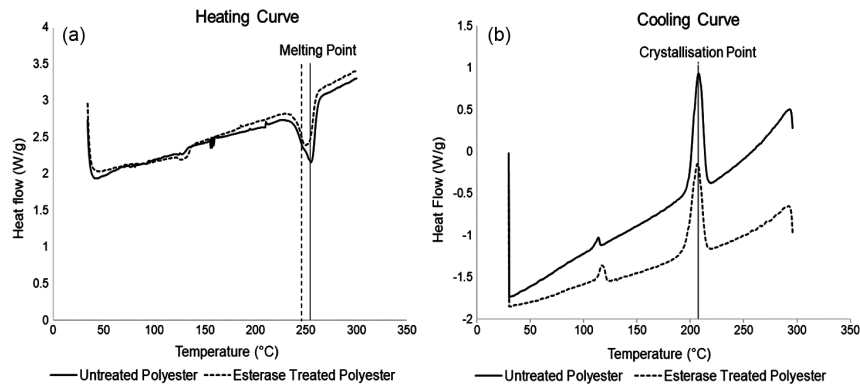 (a)
Heating Curve
Melting Point
4
3.5
3
2.5
2
1.5
1
0.5
0
Heat flow (W/g)
0 50 100 150 200 250 300 350
Temperature (°C)
Untreated Polyester Esterase Treated Polyester
(b)
Cooling Curve
Crystallisation Point
1.5
1
0.5
0
-0.5
-1
-1.5
-2
Heat Flow (W/g)
0 50 100 150 200 250 300 350
Temperature (°C)
Untreated Polyester Esterase Treated Polyester